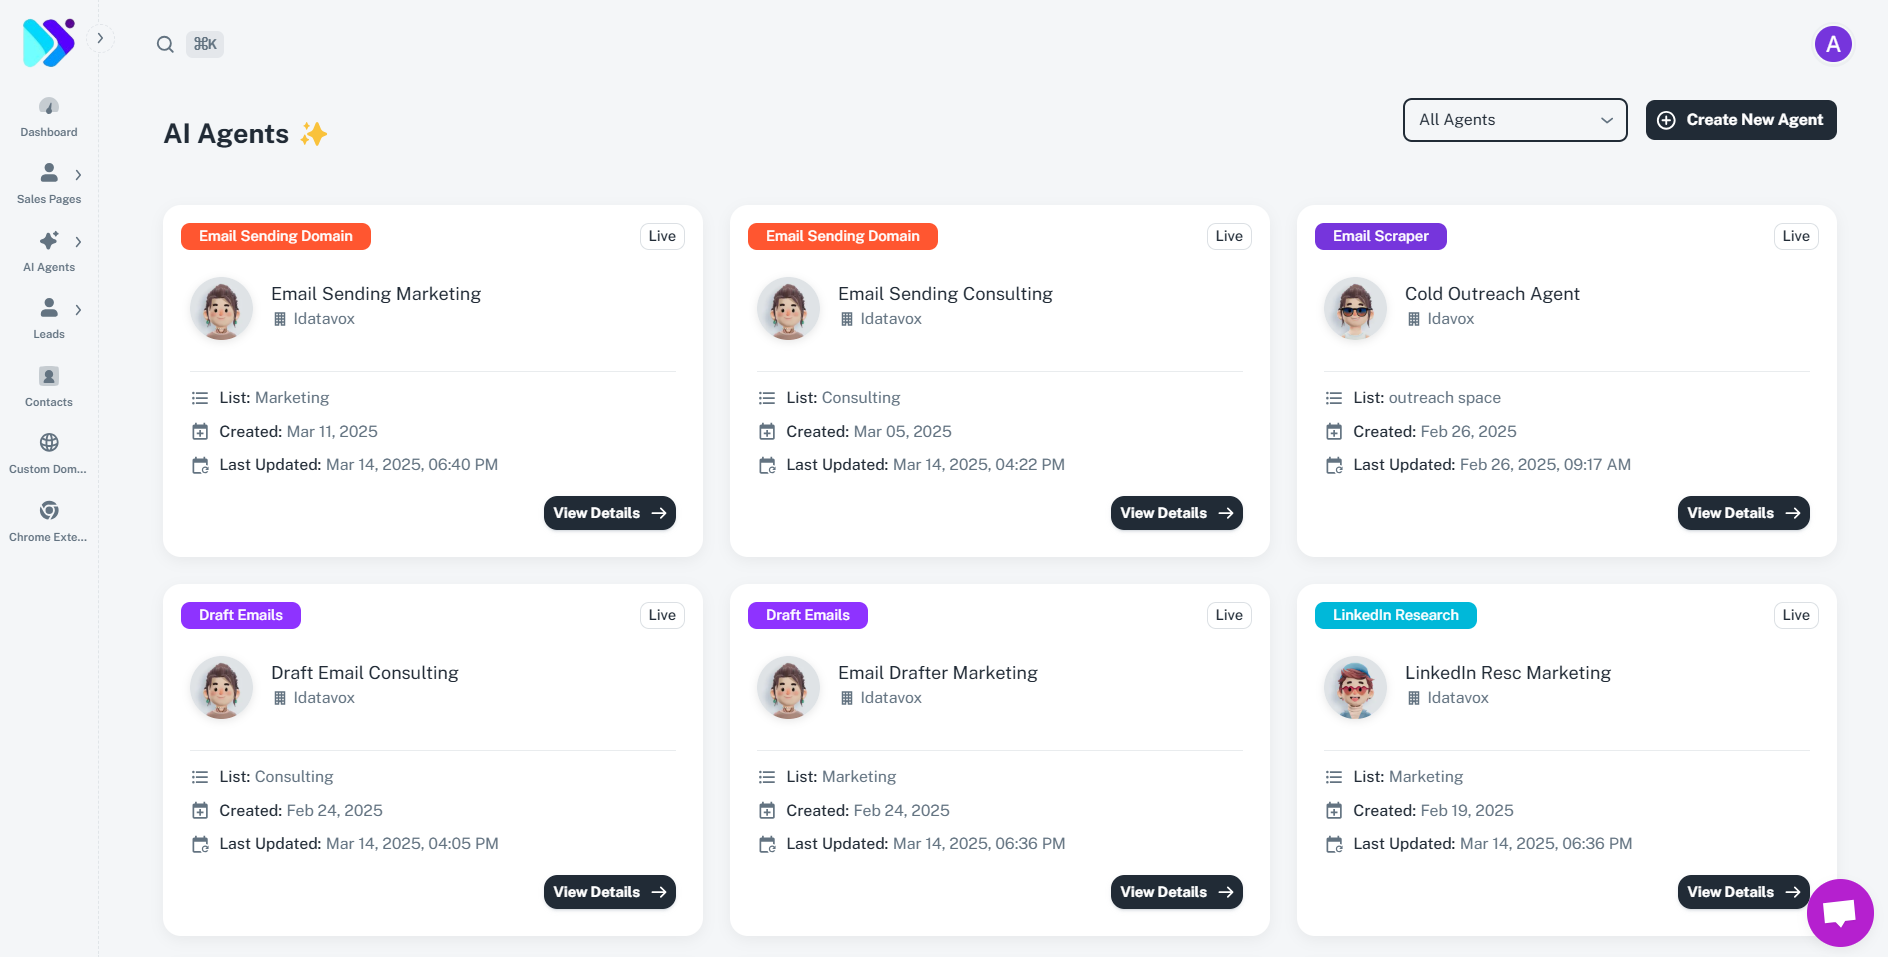 ⌘K
A
Dashboard
Sales Pages
AI Agents
Leads
Contacts
Custom Dom...
Chrome Exte...
AI Agents ✨
All Agents
Create New Agent
Email Sending Domain
Live
Email Sending Marketing
Idatavox
List: Marketing
Created: Mar 11, 2025
Last Updated: Mar 14, 2025, 06:40 PM
View Details
Email Sending Domain
Live
Email Sending Consulting
Idatavox
List: Consulting
Created: Mar 05, 2025
Last Updated: Mar 14, 2025, 04:22 PM
View Details
Email Scraper
Live
Cold Outreach Agent
Idavox
List: outreach space
Created: Feb 26, 2025
Last Updated: Feb 26, 2025, 09:17 AM
View Details
Draft Emails
Live
Draft Email Consulting
Idatavox
List: Consulting
Created: Feb 24, 2025
Last Updated: Mar 14, 2025, 04:05 PM
View Details
Draft Emails
Live
Email Drafter Marketing
Idatavox
List: Marketing
Created: Feb 24, 2025
Last Updated: Mar 14, 2025, 06:36 PM
View Details
LinkedIn Research
Live
LinkedIn Resc Marketing
Idatavox
List: Marketing
Created: Feb 19, 2025
Last Updated: Mar 14, 2025, 06:36 PM
View Details